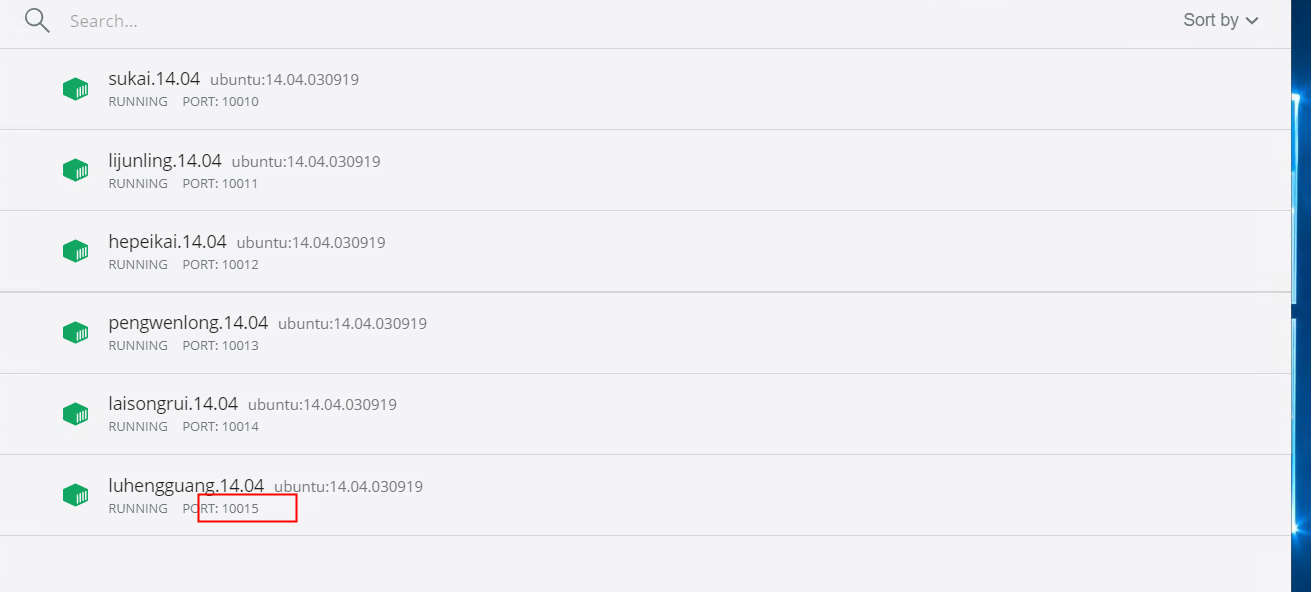 Search... Sort by
sukai.14.04 ubuntu:14.04.030919
RUNNING PORT: 10010
lijunling.14.04 ubuntu:14.04.030919
RUNNING PORT: 10011
hepeikai.14.04 ubuntu:14.04.030919
RUNNING PORT: 10012
pengwenlong.14.04 ubuntu:14.04.030919
RUNNING PORT: 10013
laisongrui.14.04 ubuntu:14.04.030919
RUNNING PORT: 10014
luhengguang.14.04 ubuntu:14.04.030919
RUNNING PORT: 10015